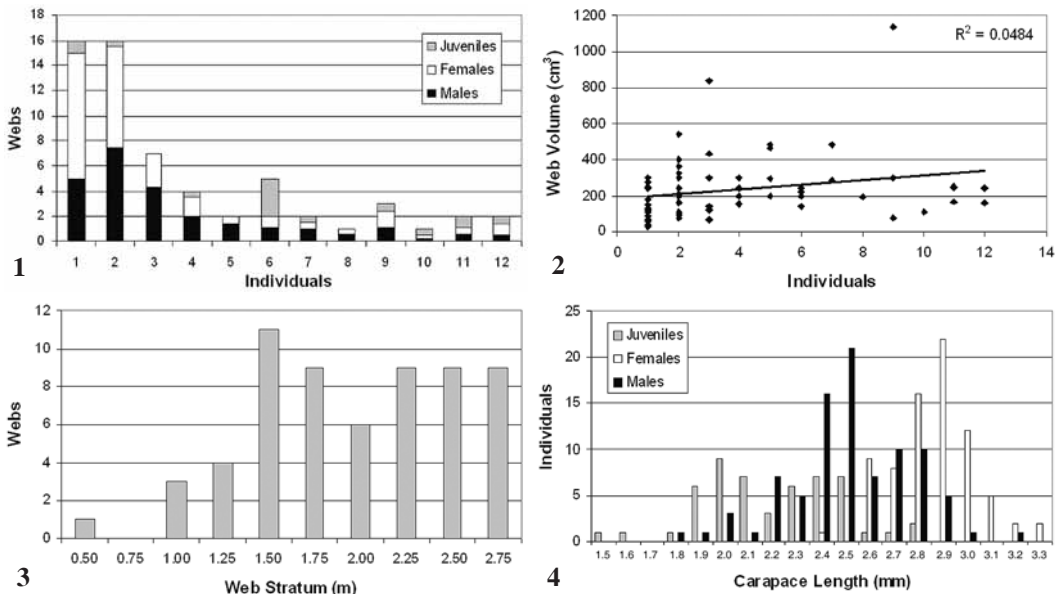 18
16
14
12
10
8
6
4
2
0
Webs
Juveniles
Females
Males
1 2 3 4 5 6 7 8 9 10 11 12
Individuals
1
1200
1000
800
600
400
200
0
Web Volume (cm³)
R² = 0.0484
0 2 4 6 8 10 12 14
Individuals
2
12
10
8
6
4
2
0
Webs
0.50 0.75 1.00 1.25 1.50 1.75 2.00 2.25 2.50 2.75
Web Stratum (m)
3
25
20
15
10
5
0
Individuals
Juveniles
Females
Males
1.5 1.6 1.7 1.8 1.9 2.0 2.1 2.2 2.3 2.4 2.5 2.6 2.7 2.8 2.9 3.0 3.1 3.2 3.3
Carapace Length (mm)
4